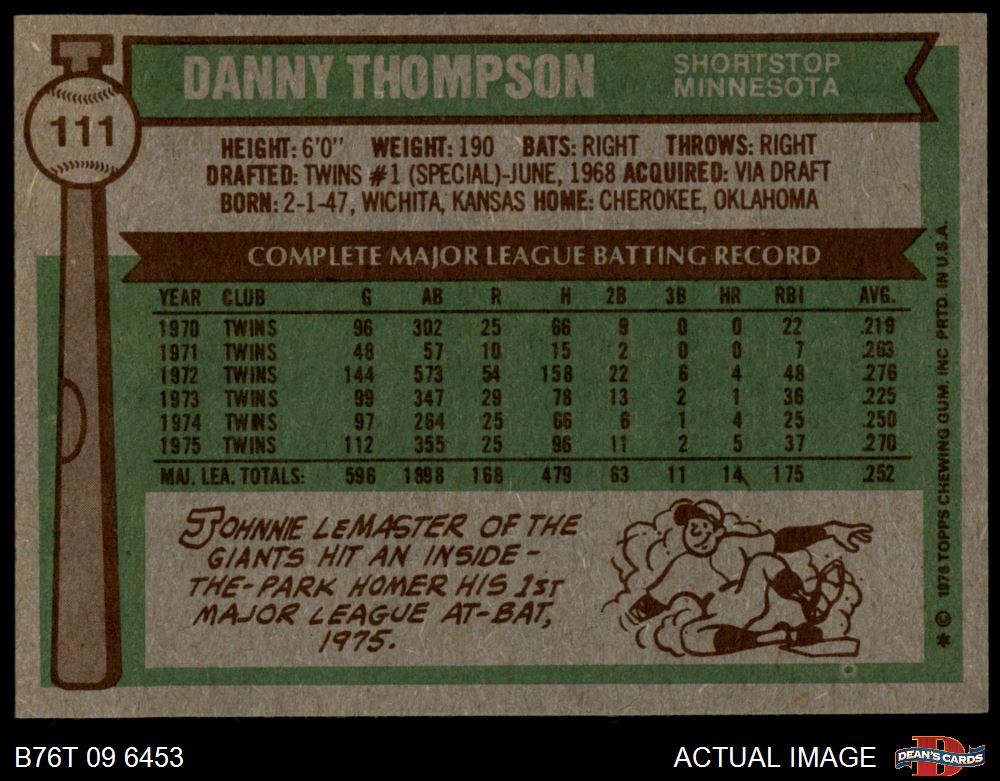 111
DANNY THOMPSON
SHORTSTOP
MINNESOTA
HEIGHT: 6'0" WEIGHT: 190 BATS: RIGHT THROWS: RIGHT
DRAFTED: TWINS #1 (SPECIAL)-JUNE, 1968 ACQUIRED: VIA DRAFT
BORN: 2-1-47, WICHITA, KANSAS HOME: CHEROKEE, OKLAHOMA
COMPLETE MAJOR LEAGUE BATTING RECORD
YEAR CLUB G AB R H 2B 3B HR RBI AVG.
1970 TWINS 96 302 25 66 9 0 0 22 .219
1971 TWINS 48 57 10 15 2 0 0 7 .263
1972 TWINS 144 573 54 158 22 6 4 48 .276
1973 TWINS 99 347 29 78 13 2 1 36 .225
1974 TWINS 97 264 25 66 6 1 4 25 .250
1975 TWINS 112 355 25 96 11 2 5 37 .270
MAJ. LEA. TOTALS: 596 1898 168 479 63 11 14 175 .252
JOHNNIE LEMASTER OF THE
GIANTS HIT AN INSIDE-
THE-PARK HOMER HIS 1ST
MAJOR LEAGUE AT-BAT,
1975.
* © 1976 TOPPS CHEWING GUM, INC PRTD. IN U.S.A.
B76T 09 6453
ACTUAL IMAGE
D
DEAN'S CARDS